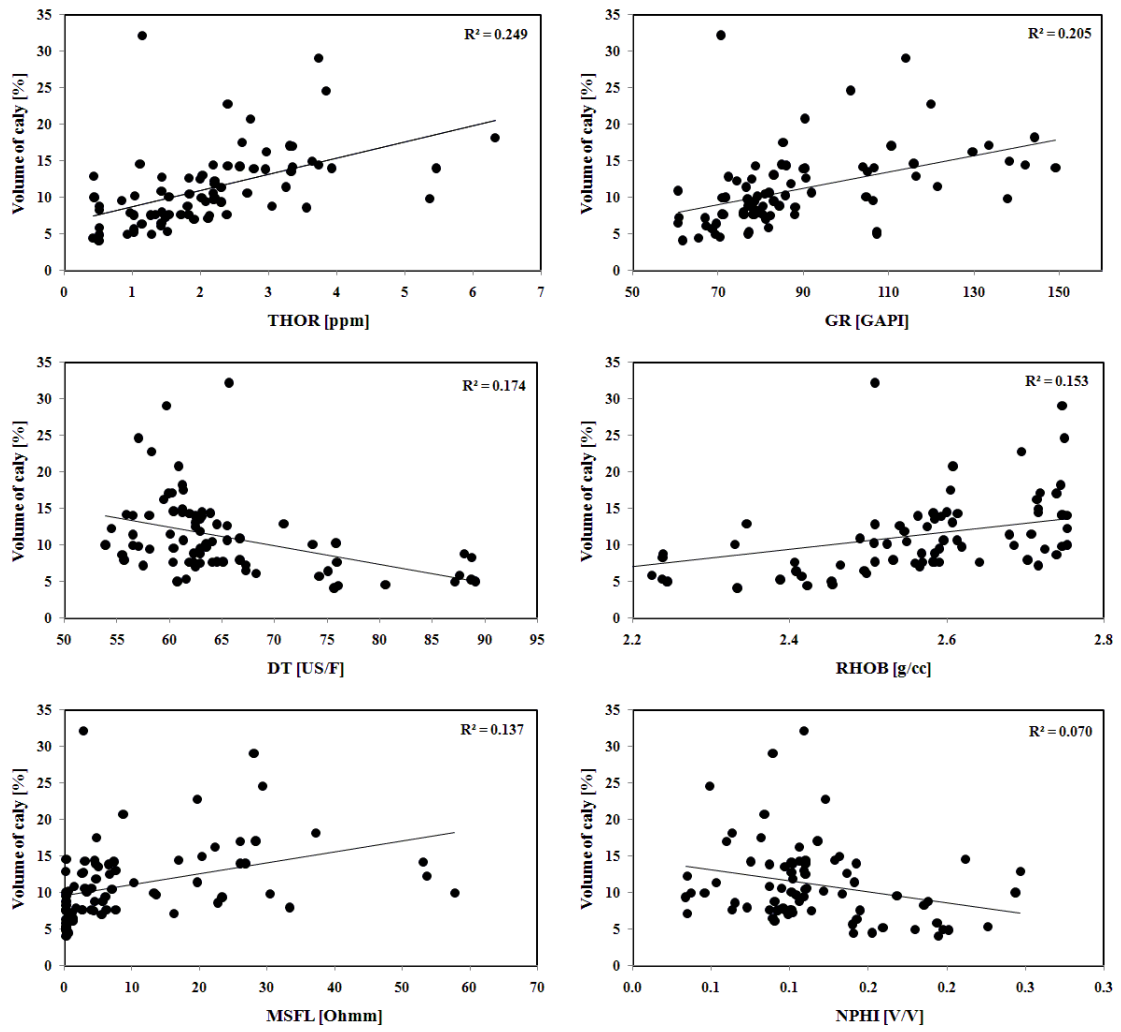 R² = 0.249
Volume of caly [%]
35
30
25
20
15
10
5
0
0 1 2 3 4 5 6 7
THOR [ppm]
R² = 0.205
Volume of caly [%]
35
30
25
20
15
10
5
0
50 70 90 110 130 150
GR [GAPI]
R² = 0.174
Volume of caly [%]
35
30
25
20
15
10
5
0
50 55 60 65 70 75 80 85 90 95
DT [US/F]
R² = 0.153
Volume of caly [%]
35
30
25
20
15
10
5
0
2.2 2.4 2.6 2.8
RHOB [g/cc]
R² = 0.137
Volume of caly [%]
35
30
25
20
15
10
5
0
0 10 20 30 40 50 60 70
MSFL [Ohmm]
R² = 0.070
Volume of caly [%]
35
30
25
20
15
10
5
0
0.0 0.1 0.1 0.2 0.2 0.3 0.3
NPHI [V/V]